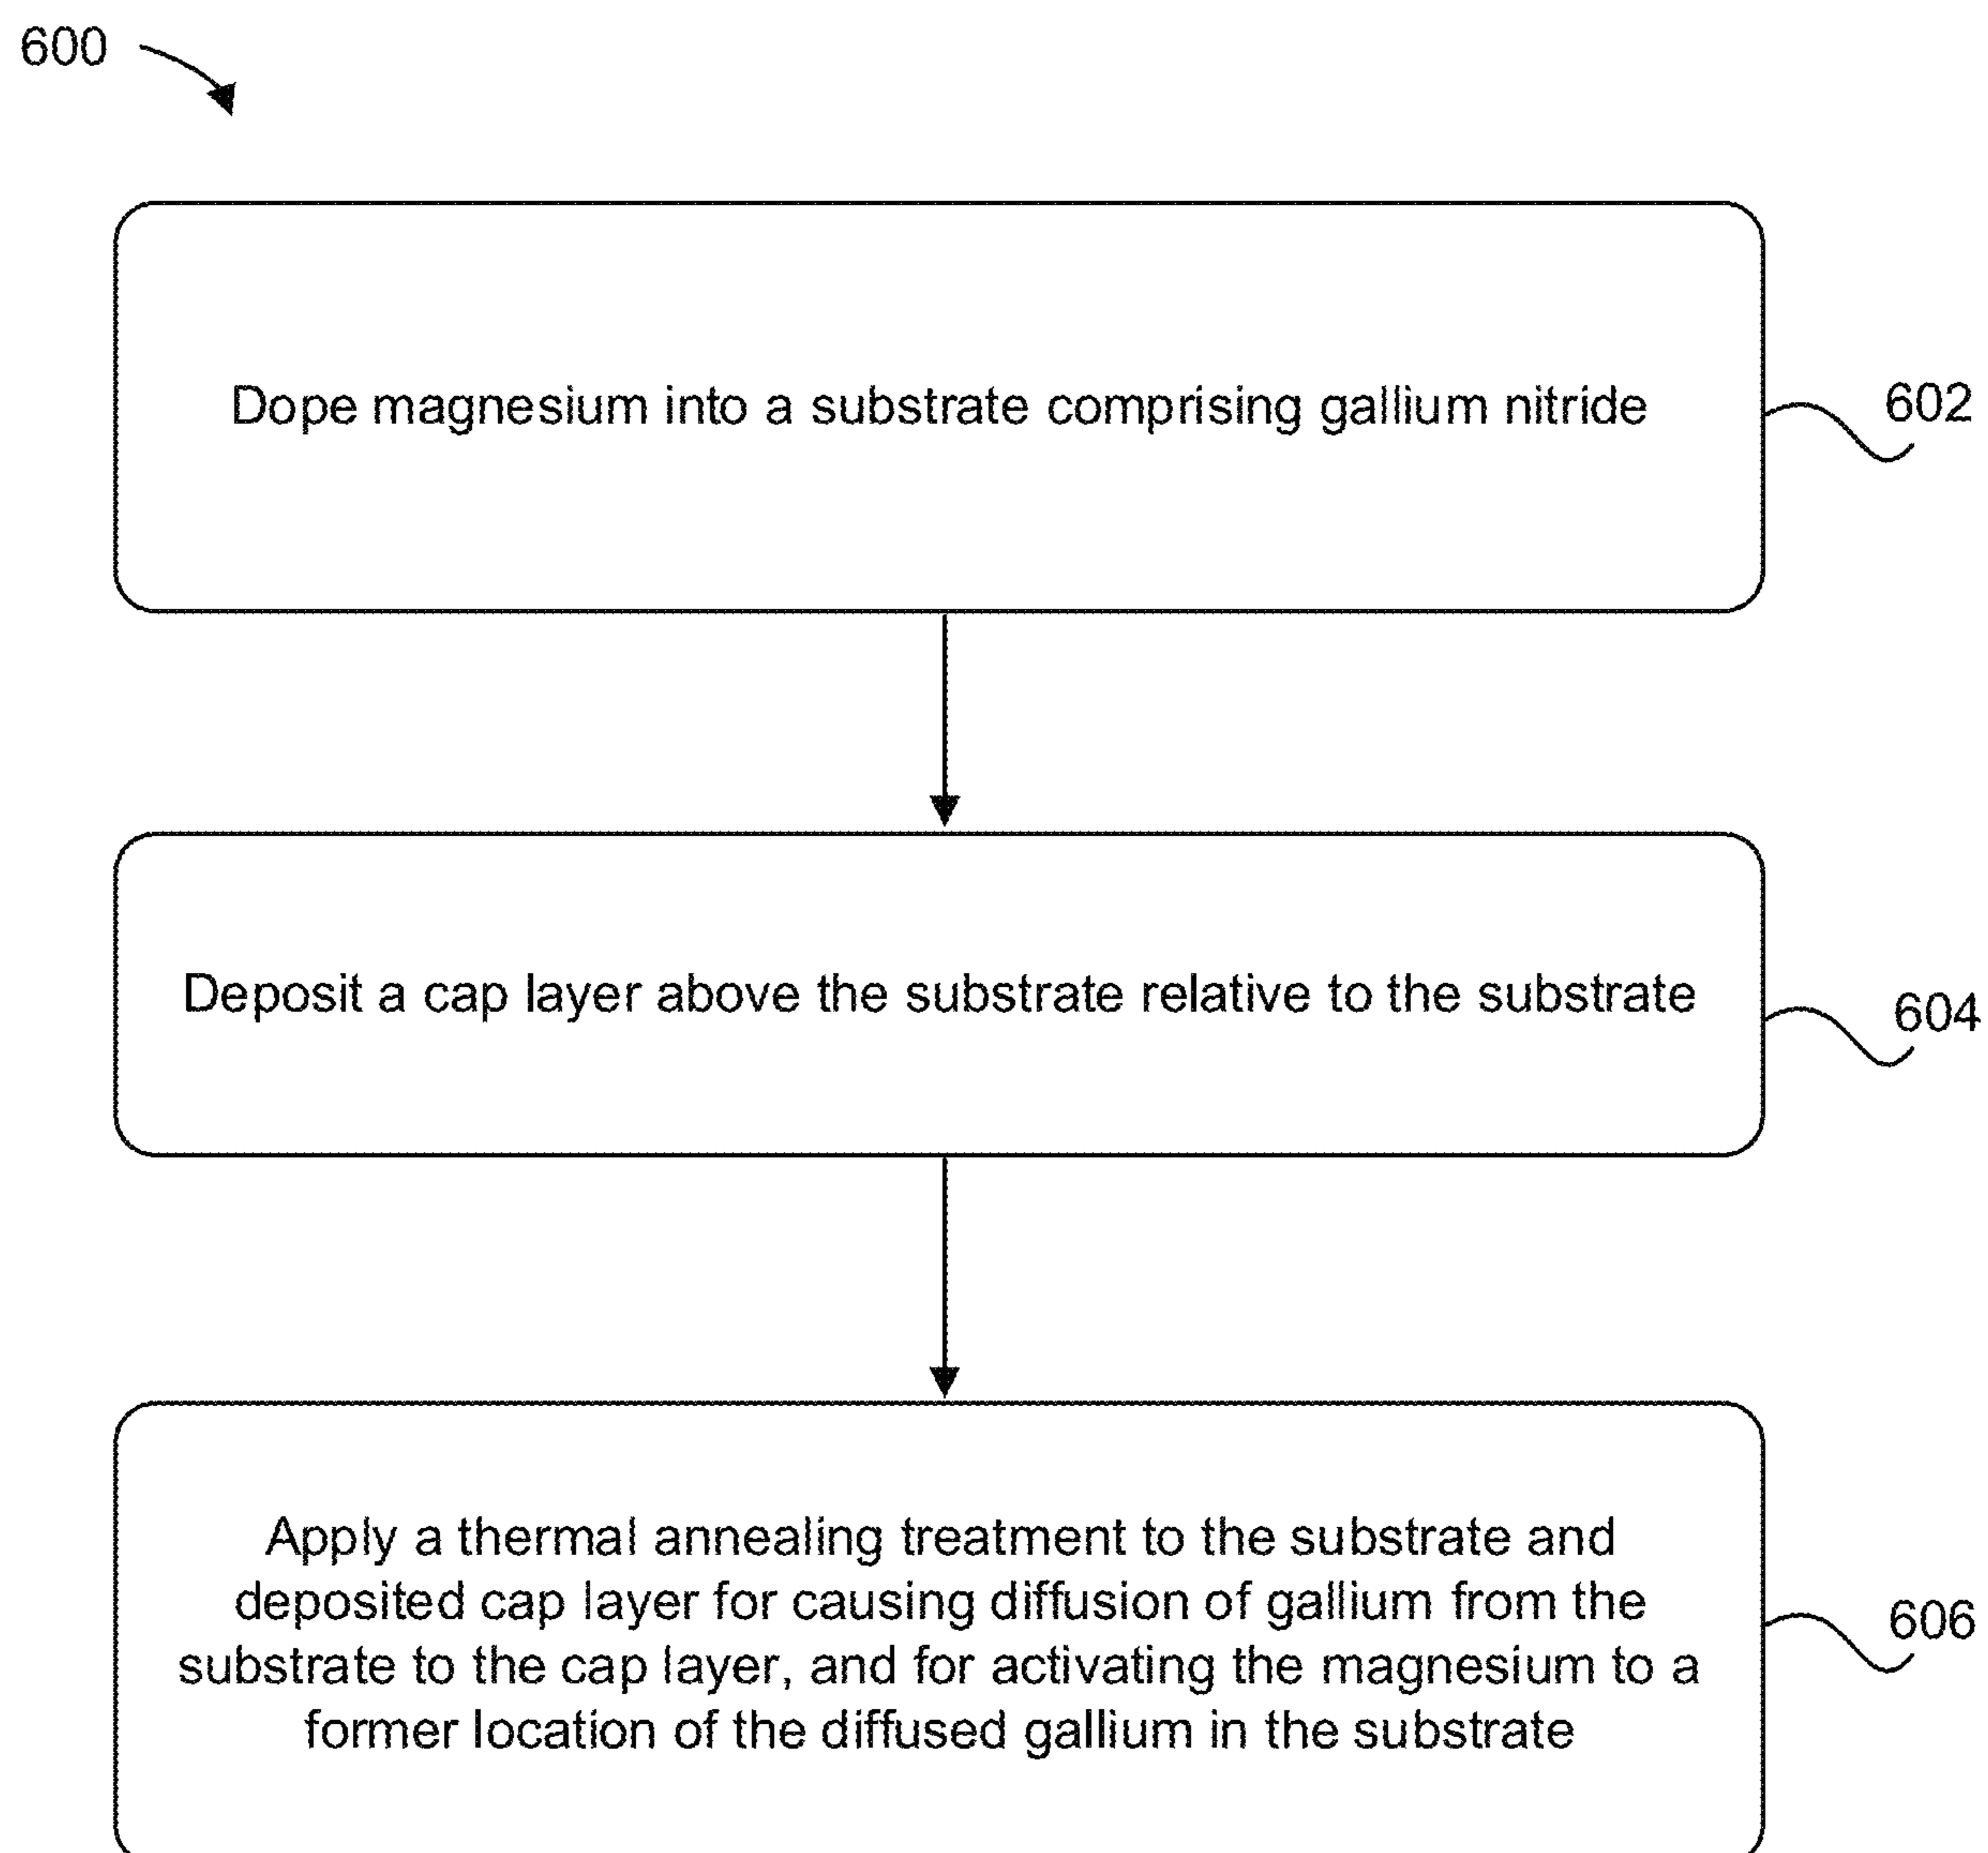 600
Dope magnesium into a substrate comprising gallium nitride
602
Deposit a cap layer above the substrate relative to the substrate
604
Apply a thermal annealing treatment to the substrate and
deposited cap layer for causing diffusion of gallium from the
substrate to the cap layer, and for activating the magnesium to a
former location of the diffused gallium in the substrate
606